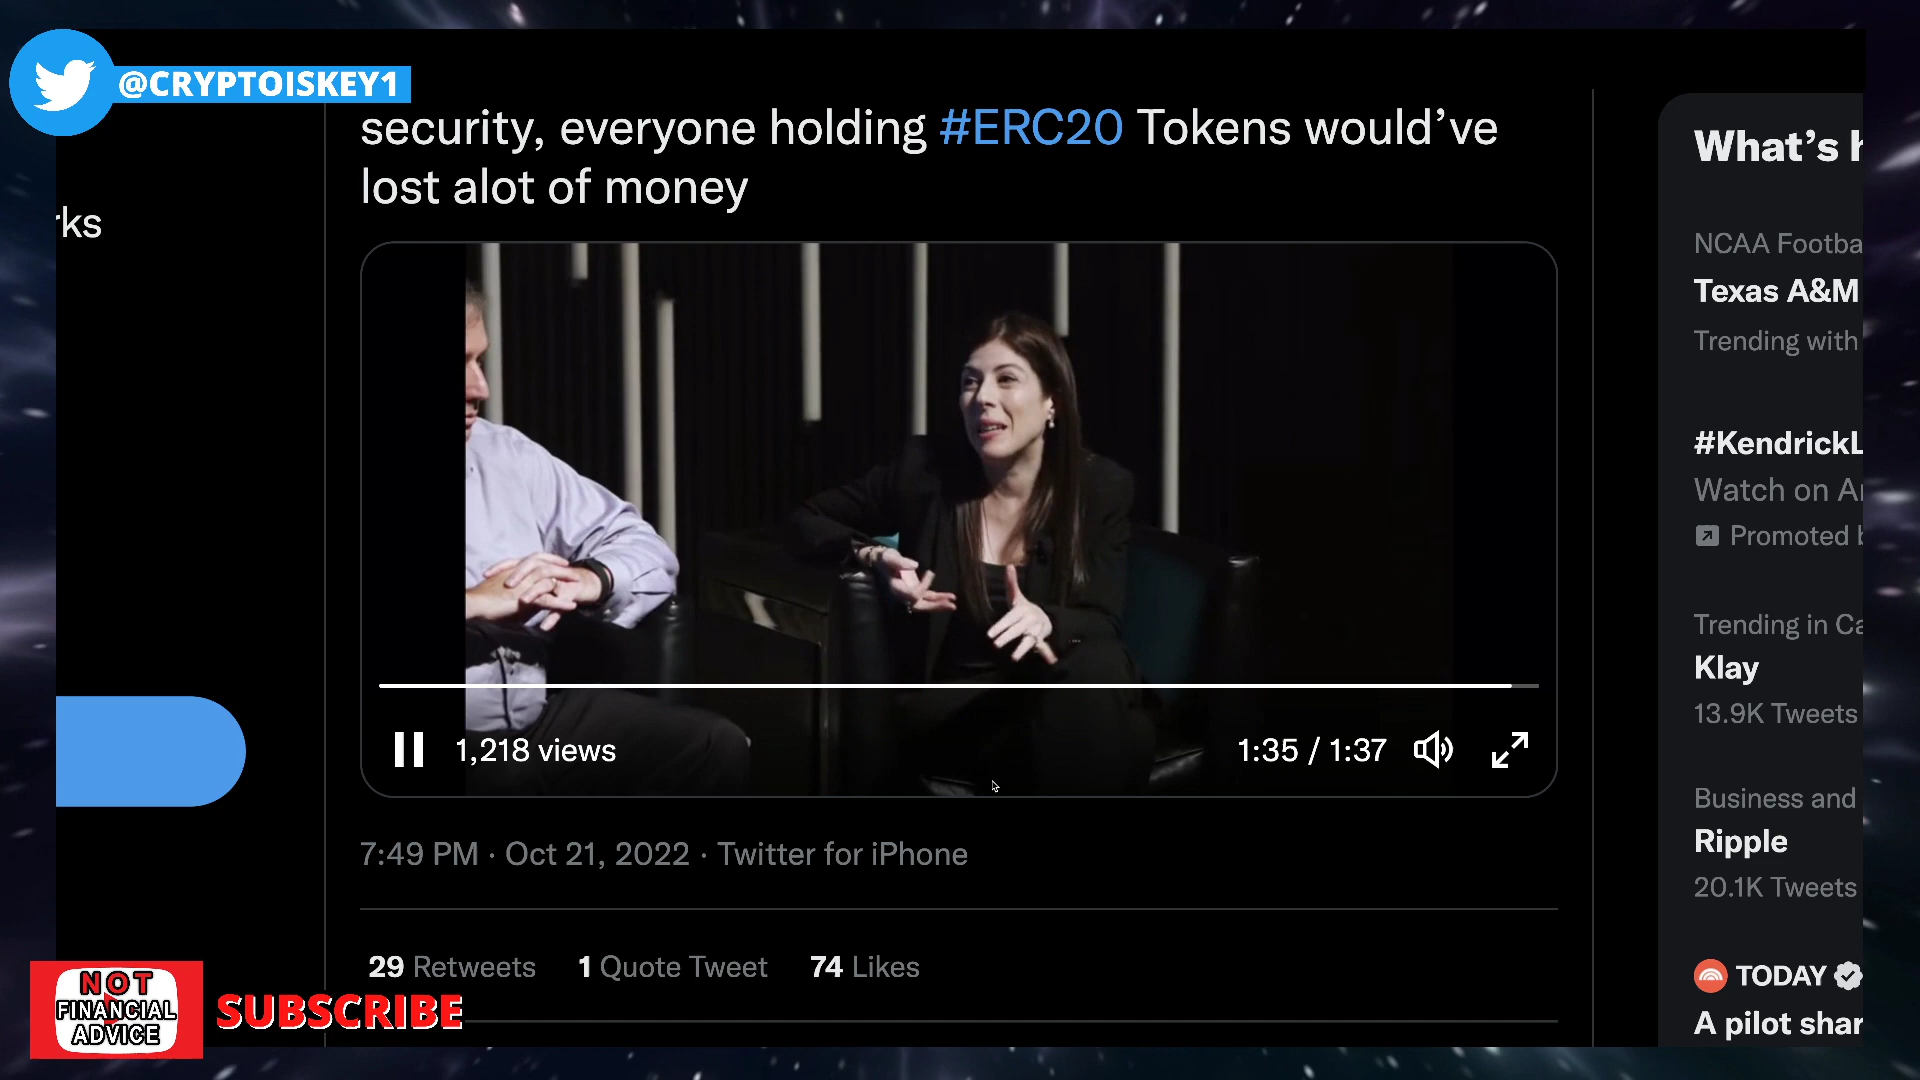 @CRYPTOISKEY1
security, everyone holding #ERC20 Tokens would’ve
lost alot of money
rks
1,218 views
1:35 / 1:37
7:49 PM · Oct 21, 2022 · Twitter for iPhone
29 Retweets 1 Quote Tweet 74 Likes
NOT
FINANCIAL
ADVICE
SUBSCRIBE
What’s h
NCAA Footba
Texas A&M
Trending with
#KendrickL
Watch on A
Promoted b
Trending in Ca
Klay
13.9K Tweets
Business and
Ripple
20.1K Tweets
TODAY
A pilot shar